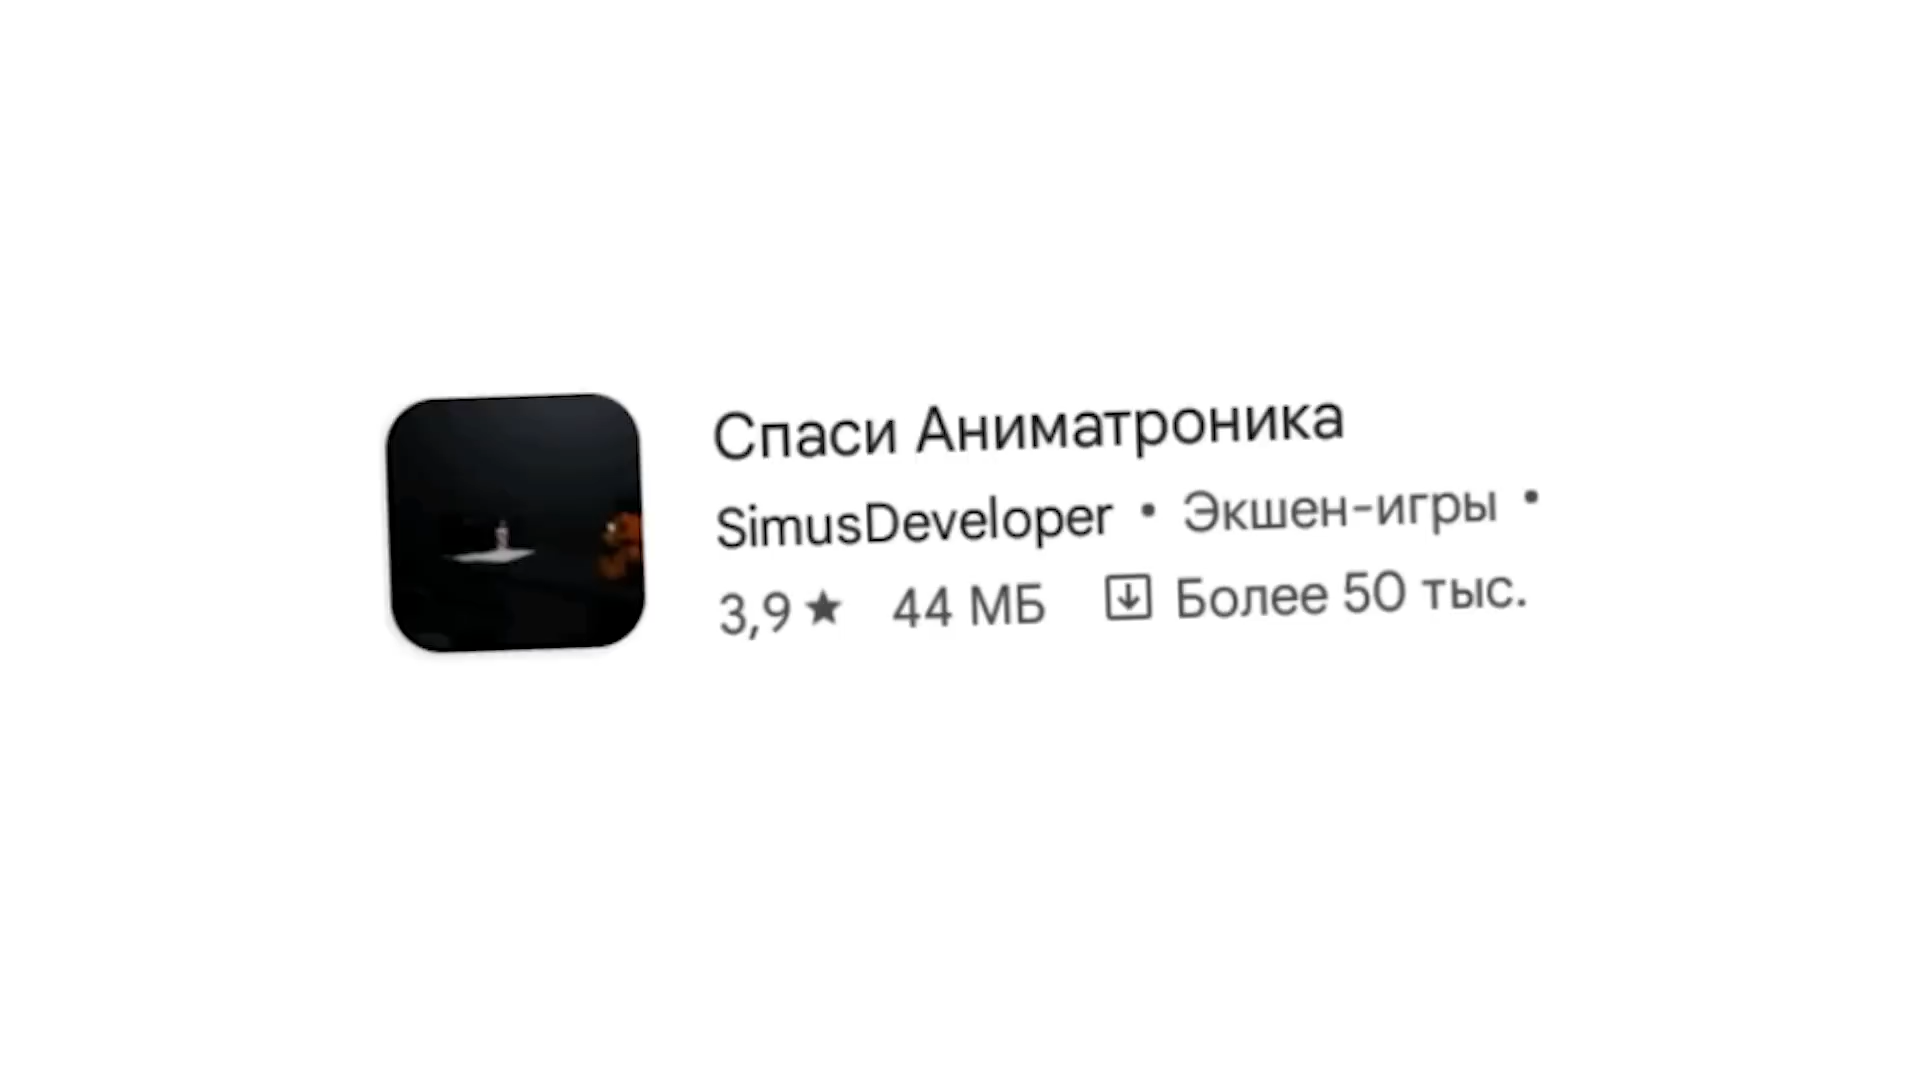 Спаси Аниматроника
SimusDeveloper • Экшен-игры •
3,9 ★ 44 МБ Более 50 тыс.